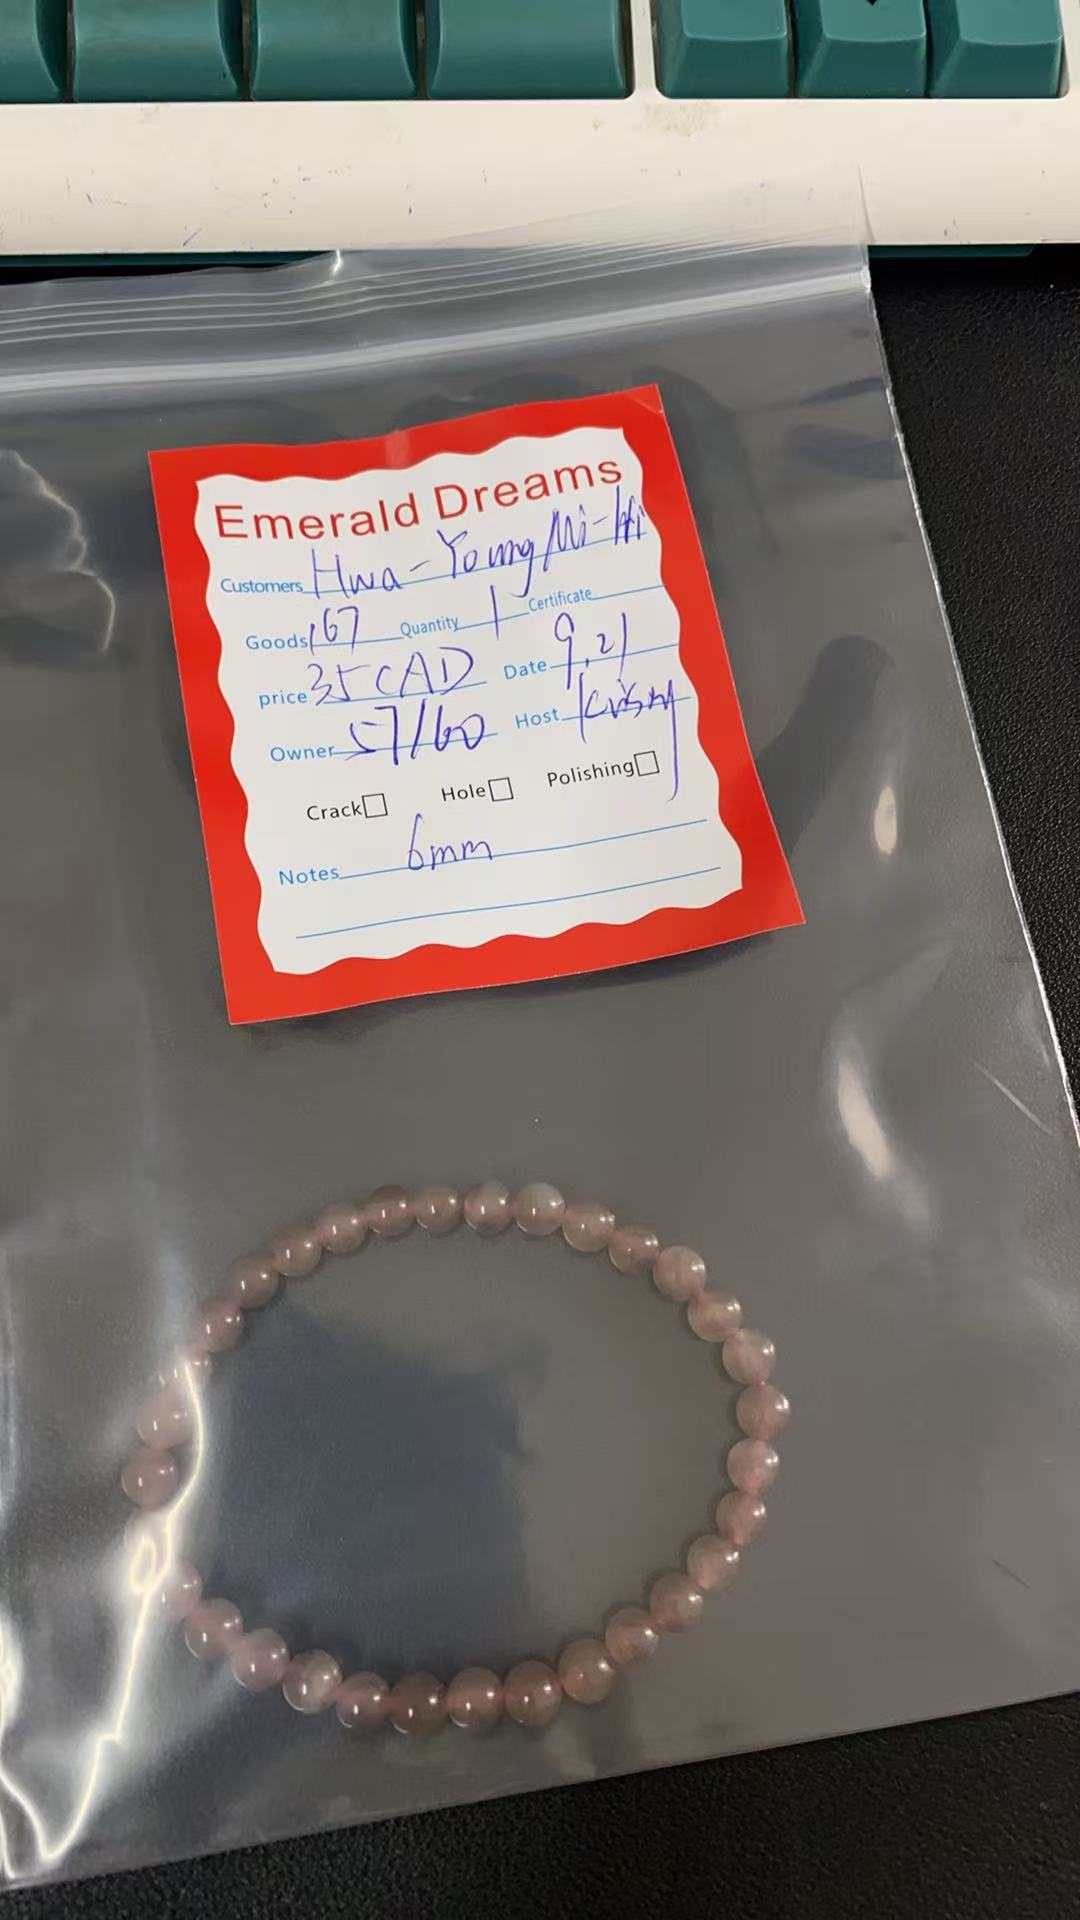 Emerald Dreams
Customers Hwa-Young Mi-Hi
Goods 167 Quantity 1 Certificate
price 35 CAD Date 9.21
Owner 57/60 Host
Crack Hole Polishing
Notes 6mm